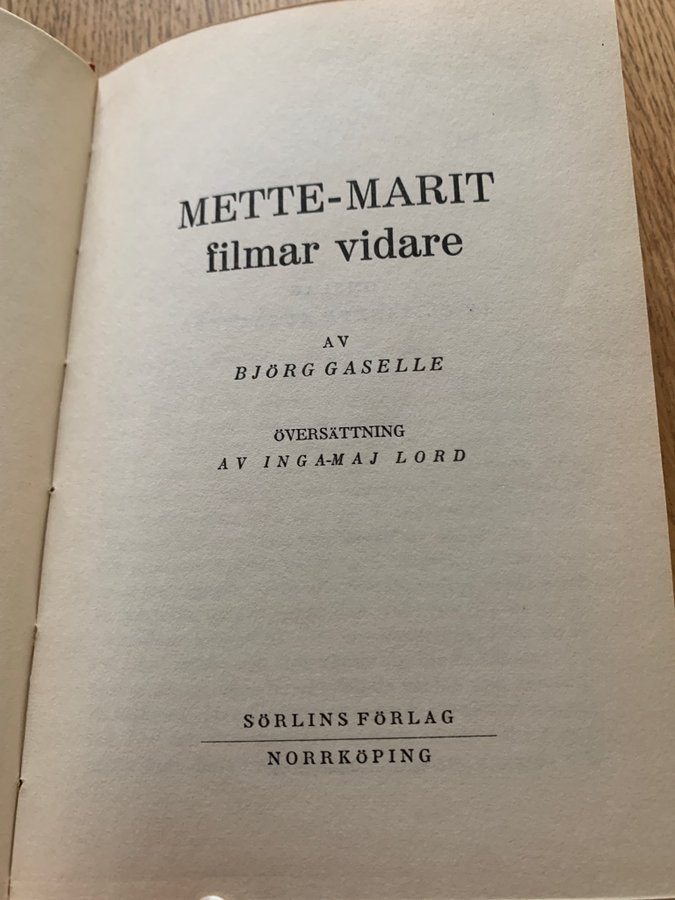 METTE-MARIT
filmar vidare
AV
BJÖRG GASELLE
ÖVERSÄTTNING
AV INGA-MAJ LORD
SÖRLINS FÖRLAG
NORRKÖPING